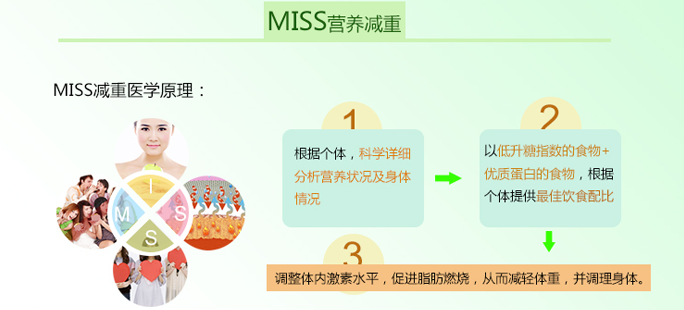 MISS营养减重
MISS减重医学原理：
1
根据个体，科学详细
分析营养状况及身体
情况
2
以低升糖指数的食物+
优质蛋白的食物，根据
个体提供最佳饮食配比
3
调整体内激素水平，促进脂肪燃烧，从而减轻体重，并调理身体。
I
M S
S